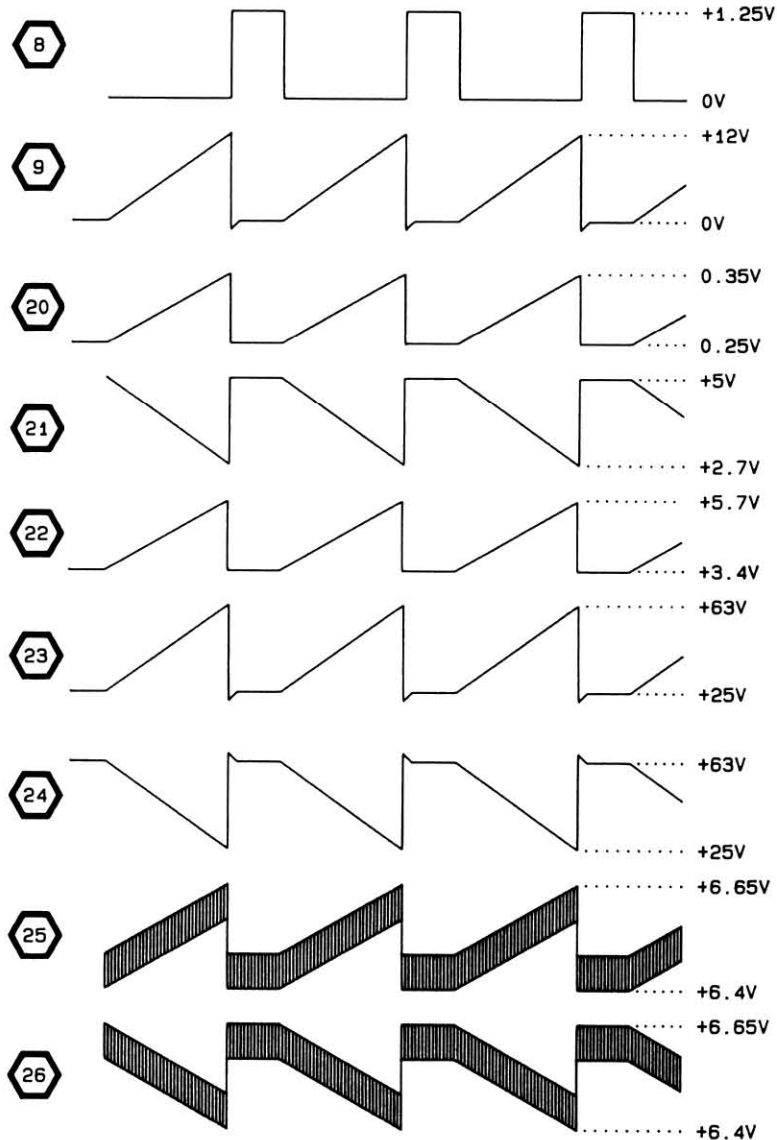 8
+1.25V
0V
9
+12V
0V
20
0.35V
0.25V
21
+5V
+2.7V
22
+5.7V
+3.4V
23
+63V
+25V
24
+63V
+25V
25
+6.65V
+6.4V
26
+6.65V
+6.4V